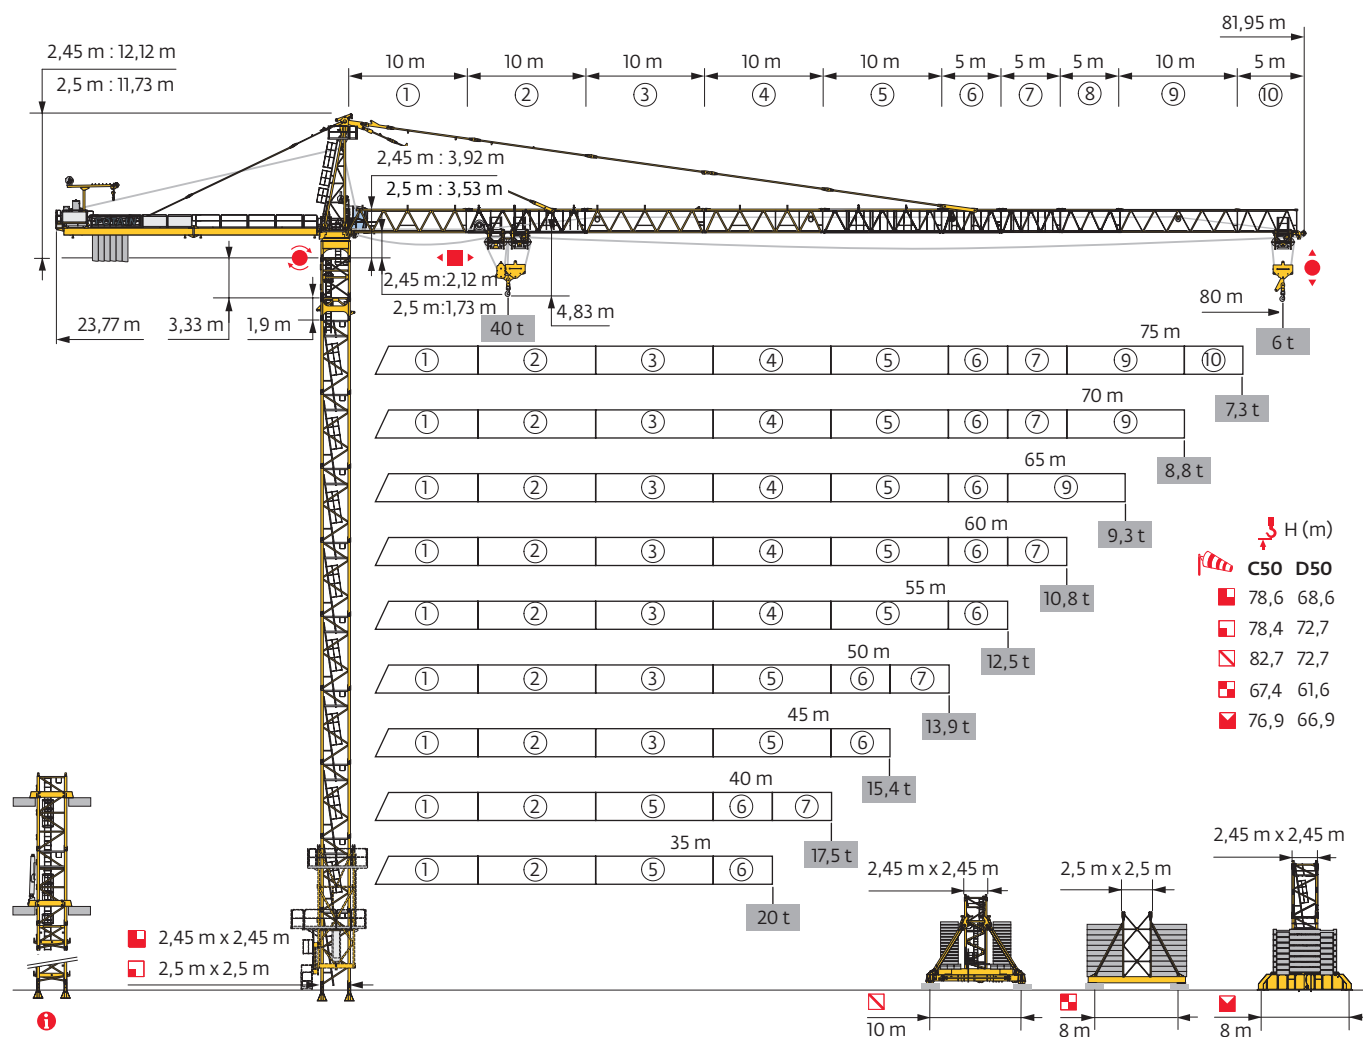 81,95 m
2,45 m : 12,12 m
2,5 m : 11,73 m
10 m 10 m 10 m 10 m 10 m 5 m 5 m 5 m 10 m 5 m
① ② ③ ④ ⑤ ⑥ ⑦ ⑧ ⑨ ⑩
2,45 m : 3,92 m
2,5 m : 3,53 m
2,45 m:2,12 m
2,5 m:1,73 m
4,83 m
23,77 m 3,33 m 1,9 m
40 t
80 m
6 t
75 m
① ② ③ ④ ⑤ ⑥ ⑦ ⑨ ⑩
7,3 t
70 m
① ② ③ ④ ⑤ ⑥ ⑦ ⑨
8,8 t
65 m
① ② ③ ④ ⑤ ⑥ ⑨
9,3 t
60 m
① ② ③ ④ ⑤ ⑥ ⑦
10,8 t
55 m
① ② ③ ④ ⑤ ⑥
12,5 t
50 m
① ② ③ ⑤ ⑥ ⑦
13,9 t
45 m
① ② ③ ⑤ ⑥
15,4 t
40 m
① ② ⑤ ⑥ ⑦
17,5 t
35 m
① ② ⑤ ⑥
20 t
H (m)
C50 D50
78,6 68,6
78,4 72,7
82,7 72,7
67,4 61,6
76,9 66,9
2,45 m x 2,45 m
2,5 m x 2,5 m
i
2,45 m x 2,45 m
10 m
2,5 m x 2,5 m
8 m
2,45 m x 2,45 m
8 m